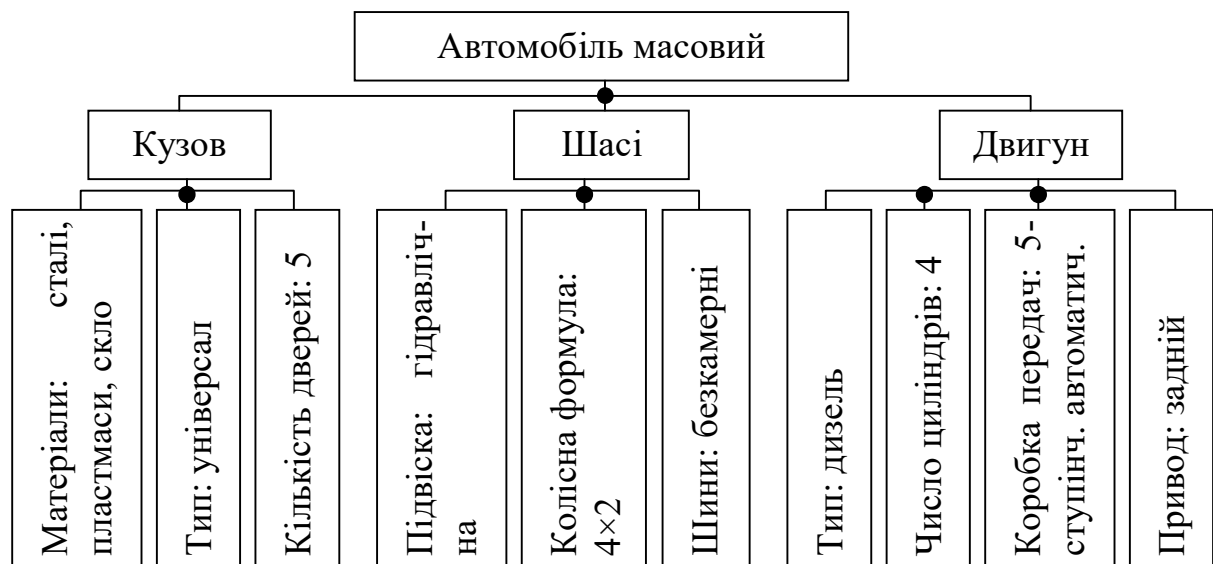 Автомобіль масовий
Кузов
Шасі
Двигун
Матеріали: сталі,
пластмаси, скло
Тип: універсал
Кількість дверей: 5
Підвіска: гідравліч-
на
Колісна формула:
4×2
Шини: безкамерні
Тип: дизель
Число циліндрів: 4
Коробка передач: 5-
ступінч. автоматич.
Привод: задній